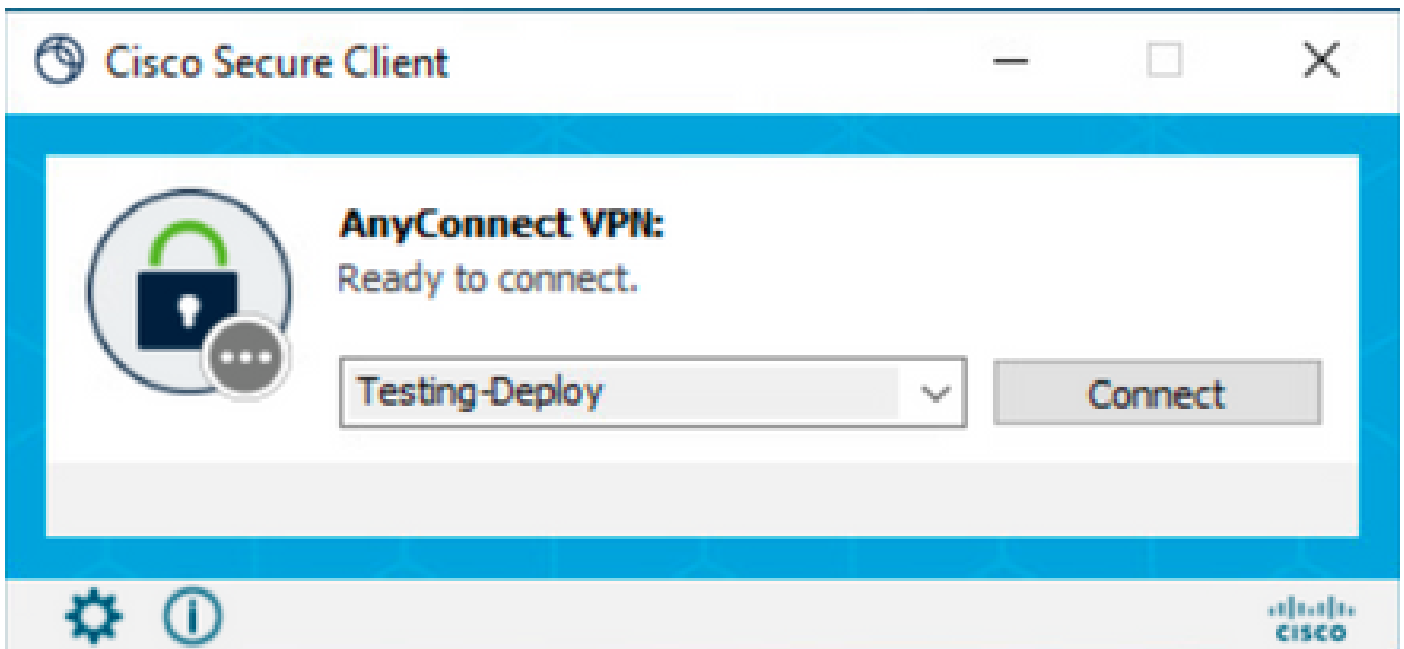 Cisco Secure Client
AnyConnect VPN:
Ready to connect.
Testing-Deploy
Connect
CISCO